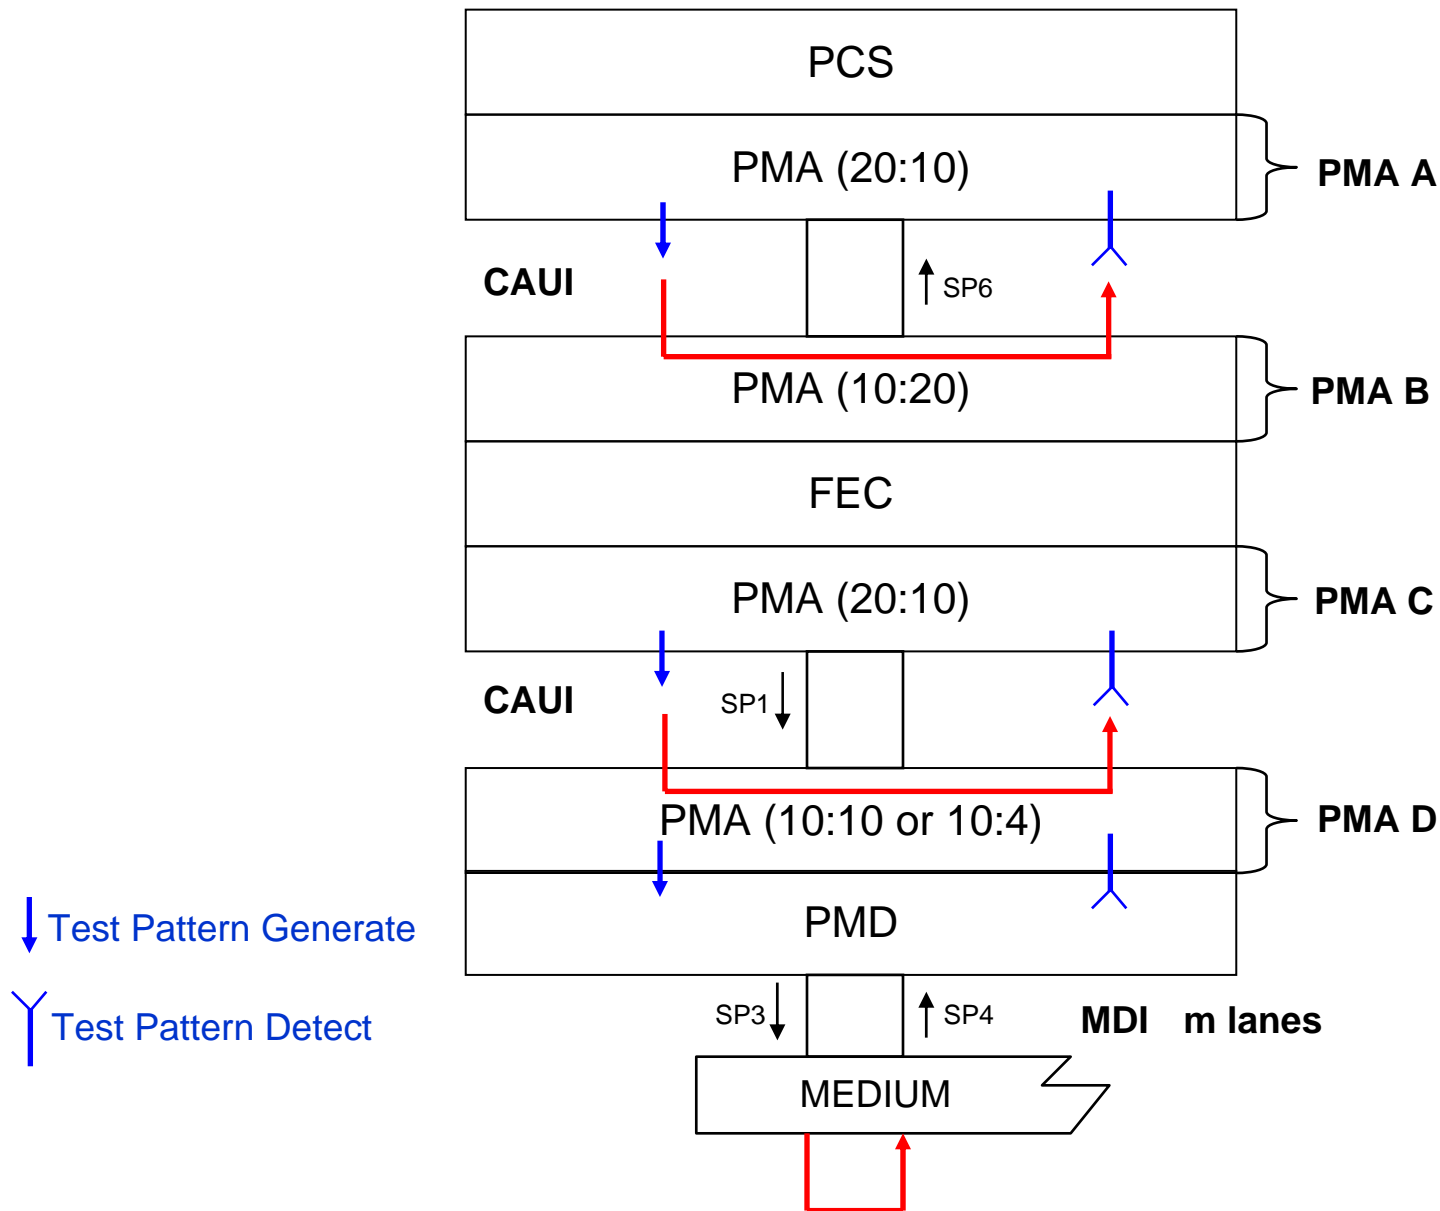 PCS
PMA (20:10)
PMA A
CAUI
SP6
PMA (10:20)
PMA B
FEC
PMA (20:10)
PMA C
CAUI
SP1
PMA (10:10 or 10:4)
PMA D
Test Pattern Generate
PMD
Test Pattern Detect
SP3
SP4
MDI m lanes
MEDIUM